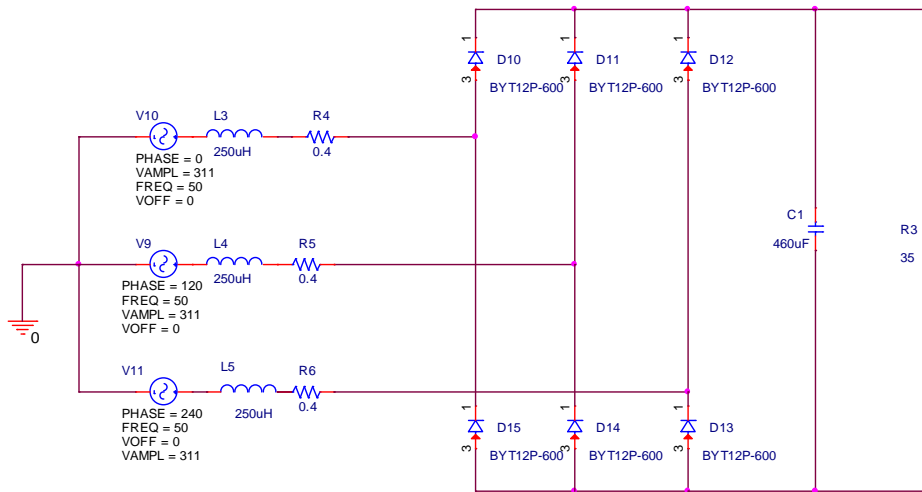 1
D10
3
BYT12P-600
1
D11
3
BYT12P-600
1
D12
3
BYT12P-600
V10
L3
R4
250uH
0.4
PHASE = 0
VAMPL = 311
FREQ = 50
VOFF = 0
C1
460uF
R3
35
V9
L4
R5
250uH
0.4
PHASE = 120
FREQ = 50
VAMPL = 311
VOFF = 0
0
V11
L5
R6
250uH
0.4
PHASE = 240
FREQ = 50
VOFF = 0
VAMPL = 311
1
D15
3
BYT12P-600
1
D14
3
BYT12P-600
1
D13
3
BYT12P-600